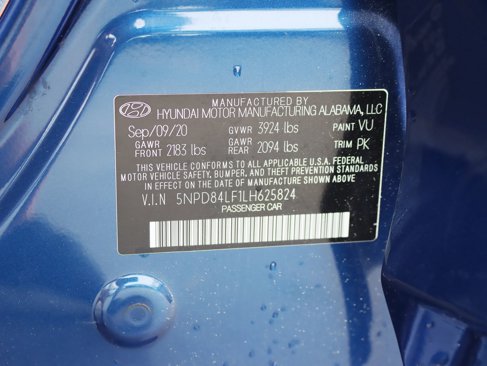 MANUFACTURED BY
HYUNDAI MOTOR MANUFACTURING ALABAMA, LLC
Sep/09/20 GVWR 3924 lbs PAINT VU
GAWR FRONT 2183 lbs GAWR REAR 2094 lbs TRIM PK
THIS VEHICLE CONFORMS TO ALL APPLICABLE U.S.A. FEDERAL
MOTOR VEHICLE SAFETY, BUMPER, AND THEFT PREVENTION STANDARDS
IN EFFECT ON THE DATE OF MANUFACTURE SHOWN ABOVE.
V.I.N 5NPD84LF1LH625824
PASSENGER CAR